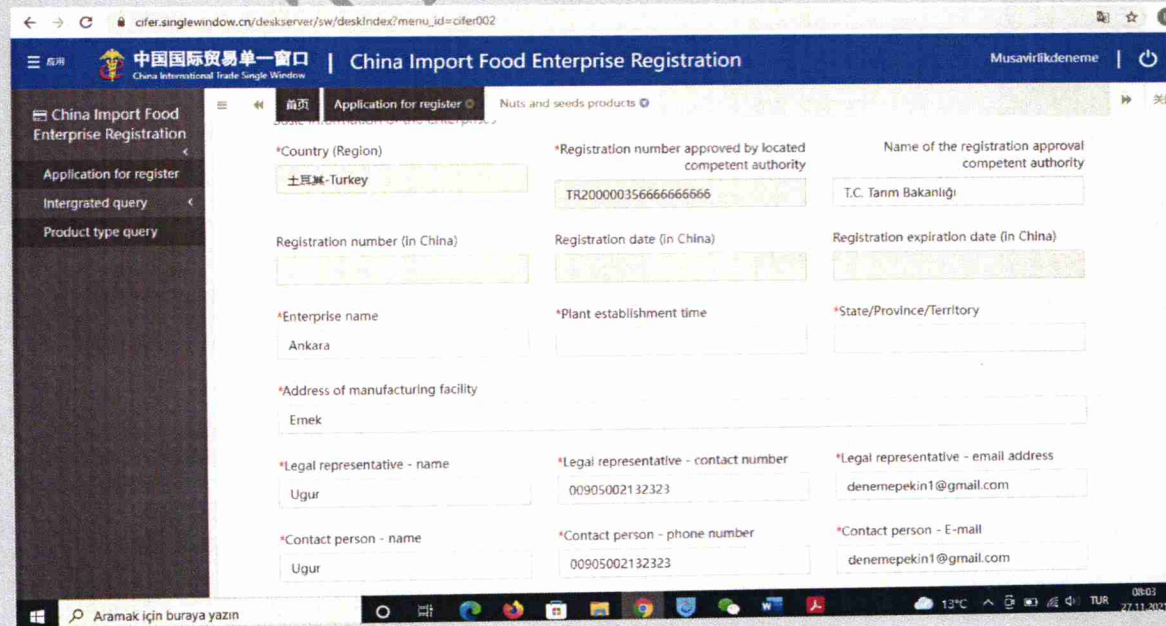 cifer.singlewindow.cn/deskserver/sw/deskIndex?menu_id=cifer002
应用
中国国际贸易单一窗口
China International Trade Single Window
China Import Food Enterprise Registration
Musavirlikdeneme
China Import Food
Enterprise Registration
Application for register
Intergrated query
Product type query
首页
Application for register
Nuts and seeds products
Basic information of the enterprises
*Country (Region)
*Registration number approved by located
competent authority
Name of the registration approval
competent authority
土耳其-Turkey
TR200000356666666666
T.C. Tarım Bakanlığı
Registration number (in China)
Registration date (in China)
Registration expiration date (in China)
*Enterprise name
*Plant establishment time
*State/Province/Territory
Ankara
*Address of manufacturing facility
Emek
*Legal representative - name
*Legal representative - contact number
*Legal representative - email address
Ugur
00905002132323
denemepekin1@gmail.com
*Contact person - name
*Contact person - phone number
*Contact person - E-mail
Ugur
00905002132323
denemepekin1@gmail.com
Aramak için buraya yazın
13°C
TUR
08:03